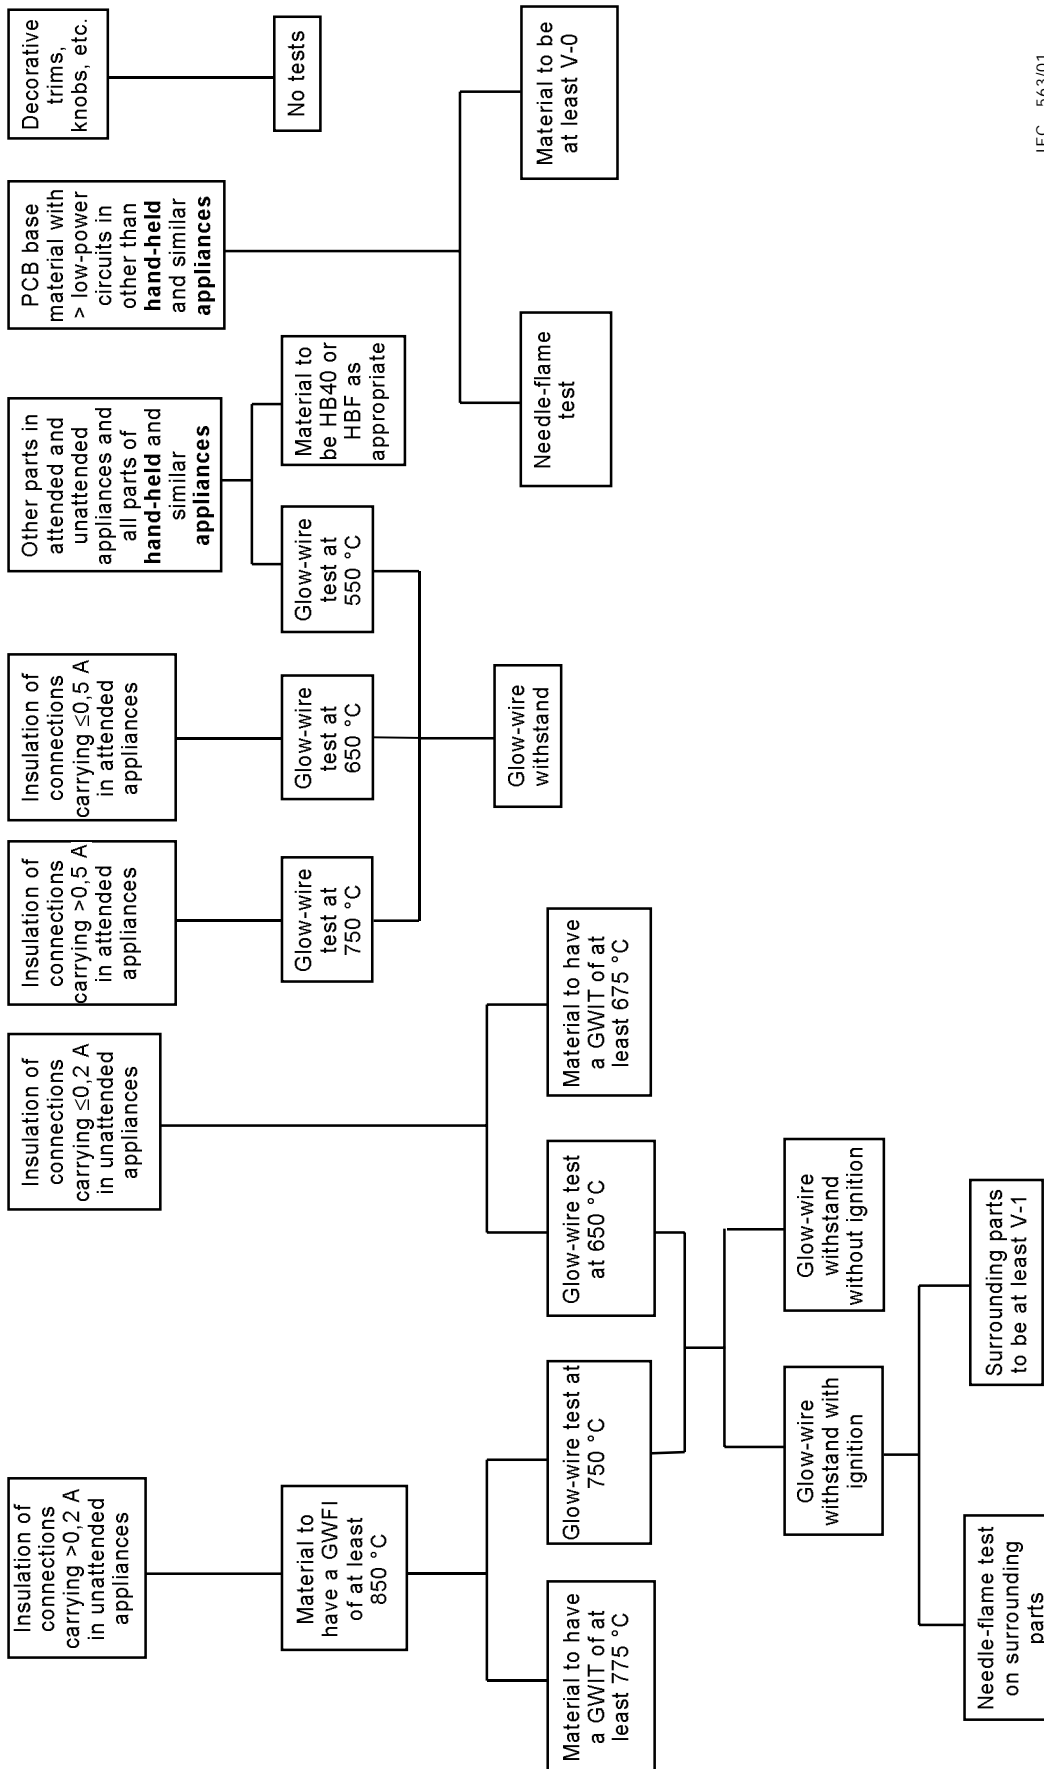 Insulation of
connections
carrying >0,2 A
in unattended
appliances
Insulation of
connections
carrying ≤0,2 A
in unattended
appliances
Insulation of
connections
carrying >0,5 A
in attended
appliances
Insulation of
connections
carrying ≤0,5 A
in attended
appliances
Other parts in
attended and
unattended
appliances and
all parts of
hand-held and
similar
appliances
PCB base
material with
> low-power
circuits in
other than
hand-held
and similar
appliances
Decorative
trims,
knobs, etc.
Material to
have a GWFI
of at least
850 °C
Glow-wire
test at
750 °C
Glow-wire
test at
650 °C
Glow-wire
test at
550 °C
Material to
be HB40 or
HBF as
appropriate
No tests
Material to have
a GWIT of at
least 775 °C
Glow-wire test at
750 °C
Glow-wire test
at 650 °C
Material to have
a GWIT of at
least 675 °C
Glow-wire
withstand
Needle-flame
test
Material to be
at least V-0
Glow-wire
withstand with
ignition
Glow-wire
withstand
without ignition
Needle-flame test
on surrounding
parts
Surrounding parts
to be at least V-1
IEC 563/01